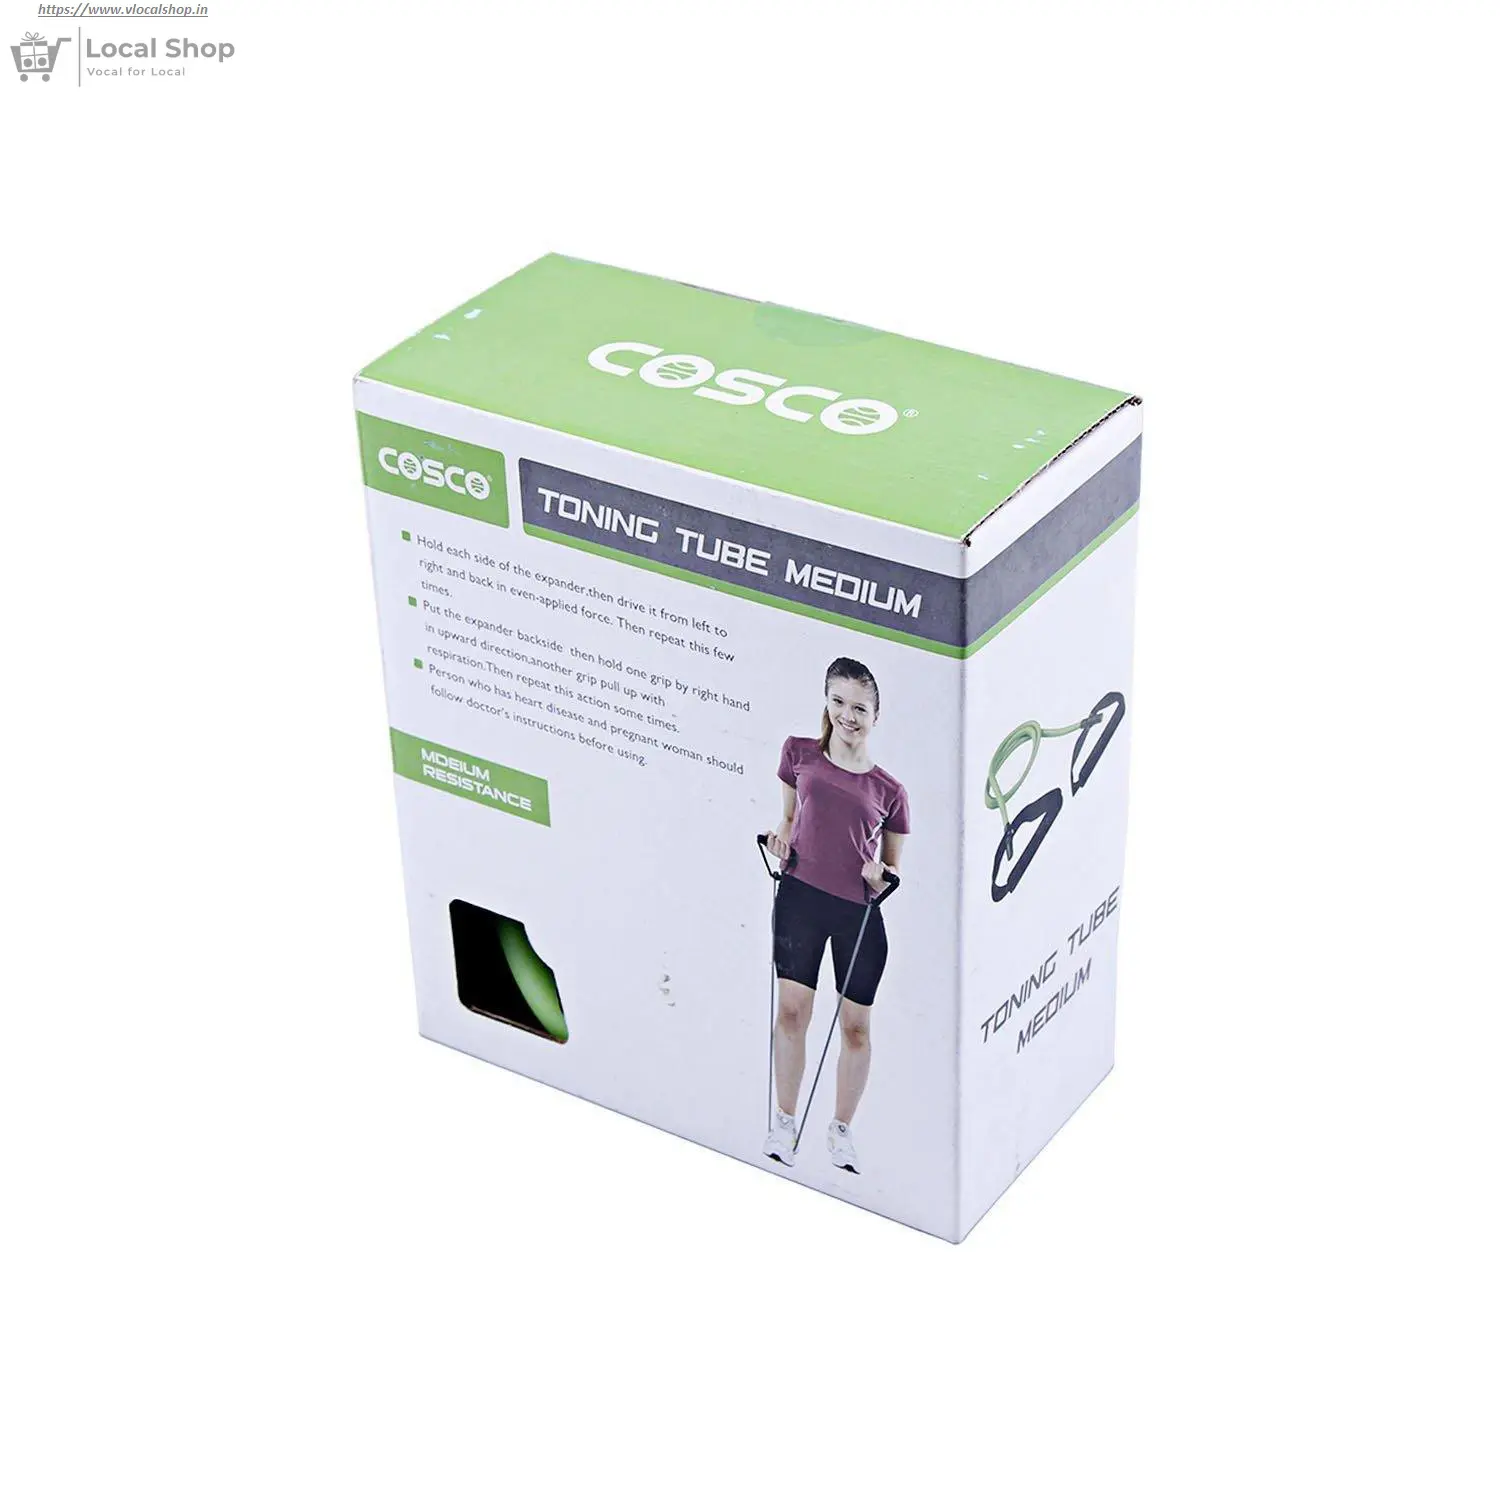 https://www.vlocalshop.in
Local Shop
Vocal for Local
COSCO®
COSCO
TONING TUBE MEDIUM
Hold each side of the expander,then drive it from left to
right and back in even-applied force. Then repeat this few
times.
Put the expander backside then hold one grip by right hand
in upward direction,another grip pull up with
respiration.Then repeat this action some times.
Person who has heart disease and pregnant woman should
follow doctor's instructions before using.
MDEIUM
RESISTANCE
TONING TUBE
MEDIUM